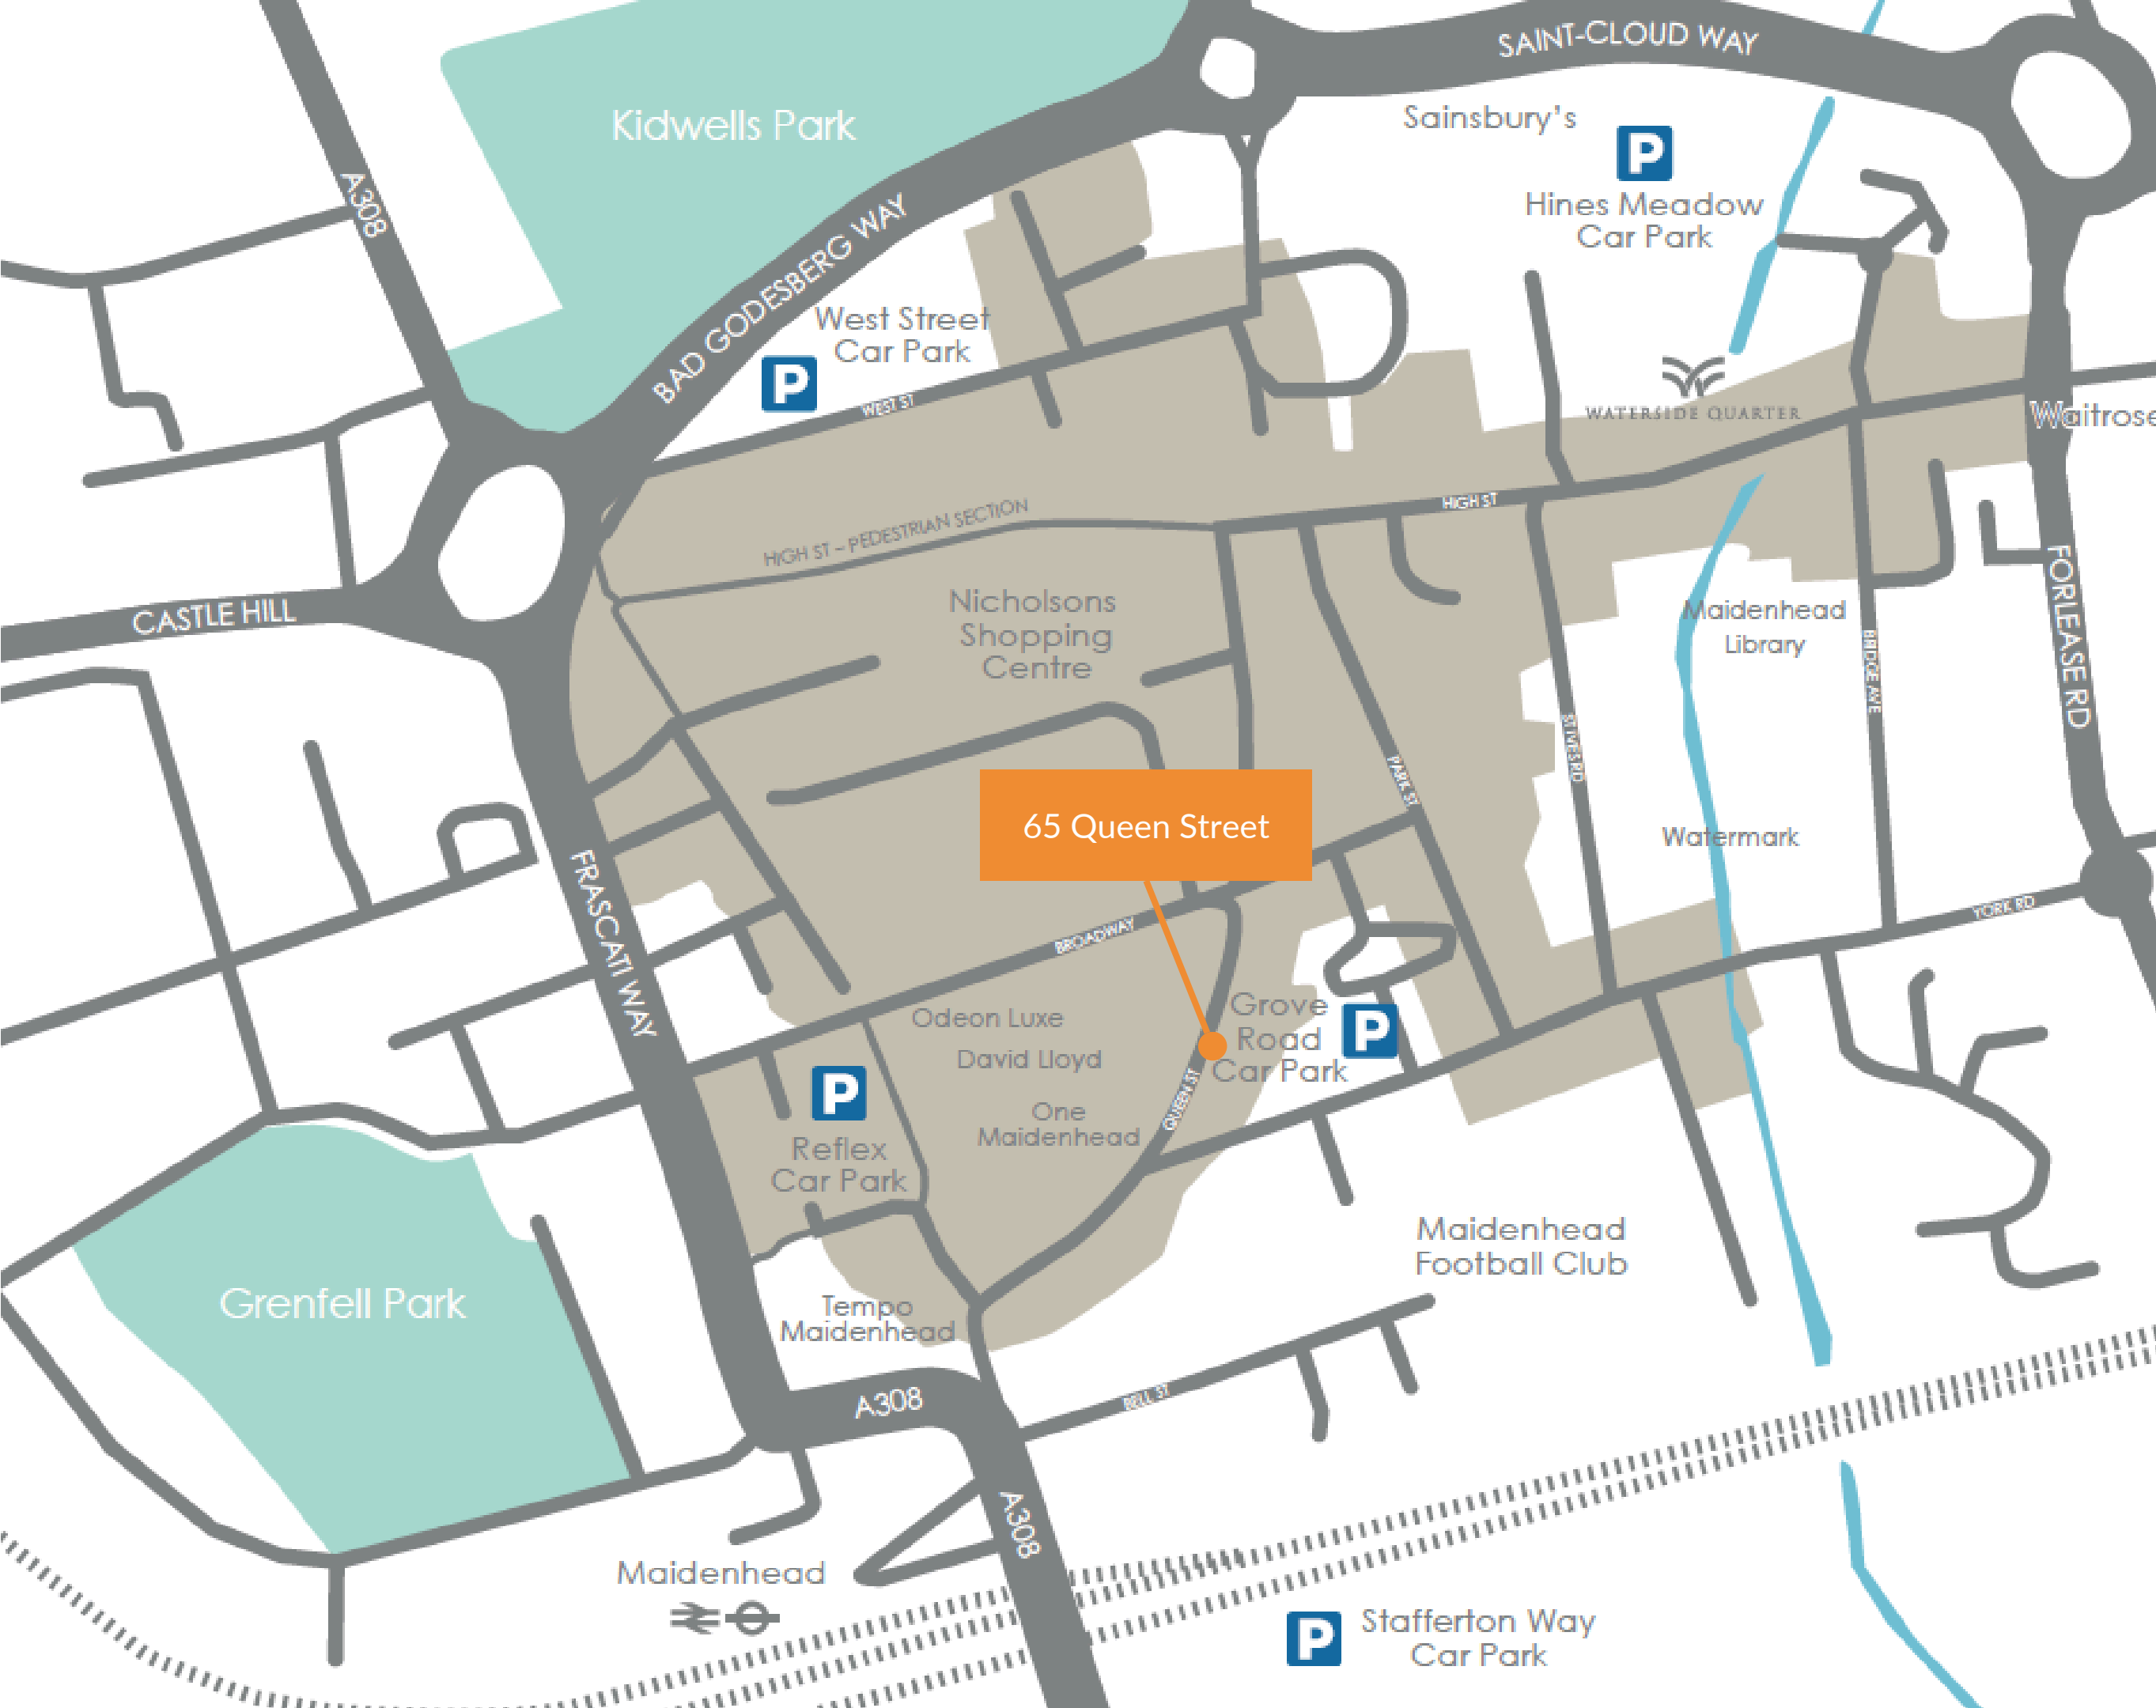 SAINT-CLOUD WAY
Kidwells Park
Sainsbury's
P
Hines Meadow
Car Park
A308
BAD GODESBERG WAY
West Street
Car Park
P
WEST ST
WATERSIDE QUARTER
Waitrose
HIGH ST
HIGH ST – PEDESTRIAN SECTION
CASTLE HILL
Nicholsons
Shopping
Centre
Maidenhead
Library
FORLEASE RD
BRIDGE AVE
ST IVES RD
PARK ST
65 Queen Street
Watermark
FRASCATI WAY
BROADWAY
YORK RD
Odeon Luxe
David Lloyd
One
Maidenhead
Grove
Road
Car Park
P
QUEEN ST
P
Reflex
Car Park
Maidenhead
Football Club
Grenfell Park
Tempo
Maidenhead
A308
BELL ST
A308
Maidenhead
P
Stafferton Way
Car Park